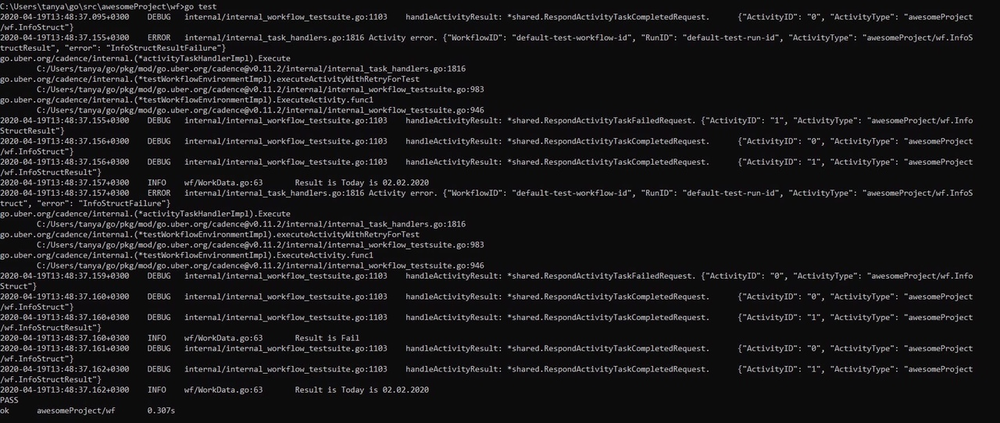 C:\Users\tanya\go\src\awesomeProject\wf>go test
2020-04-19T13:48:37.095+0300    DEBUG   internal/internal_workflow_testsuite.go:1103    handleActivityResult: *shared.RespondActivityTaskCompletedRequest.      {"ActivityID": "0", "ActivityType": "awesomeProject
/wf.InfoStruct"}
2020-04-19T13:48:37.155+0300    ERROR   internal/internal_task_handlers.go:1816 Activity error. {"WorkflowID": "default-test-workflow-id", "RunID": "default-test-run-id", "ActivityType": "awesomeProject/wf.InfoS
tructResult", "error": "InfoStructResultFailure"}
go.uber.org/cadence/internal.(*activityTaskHandlerImpl).Execute
        C:/Users/tanya/go/pkg/mod/go.uber.org/cadence@v0.11.2/internal/internal_task_handlers.go:1816
go.uber.org/cadence/internal.(*testWorkflowEnvironmentImpl).executeActivityWithRetryForTest
        C:/Users/tanya/go/pkg/mod/go.uber.org/cadence@v0.11.2/internal/internal_workflow_testsuite.go:983
go.uber.org/cadence/internal.(*testWorkflowEnvironmentImpl).ExecuteActivity.func1
        C:/Users/tanya/go/pkg/mod/go.uber.org/cadence@v0.11.2/internal/internal_workflow_testsuite.go:946
2020-04-19T13:48:37.155+0300    DEBUG   internal/internal_workflow_testsuite.go:1103    handleActivityResult: *shared.RespondActivityTaskFailedRequest. {"ActivityID": "1", "ActivityType": "awesomeProject/wf.Info
StructResult"}
2020-04-19T13:48:37.156+0300    DEBUG   internal/internal_workflow_testsuite.go:1103    handleActivityResult: *shared.RespondActivityTaskCompletedRequest.      {"ActivityID": "0", "ActivityType": "awesomeProject
/wf.InfoStruct"}
2020-04-19T13:48:37.156+0300    DEBUG   internal/internal_workflow_testsuite.go:1103    handleActivityResult: *shared.RespondActivityTaskCompletedRequest.      {"ActivityID": "1", "ActivityType": "awesomeProject
/wf.InfoStructResult"}
2020-04-19T13:48:37.157+0300    INFO    wf/WorkData.go:63       Result is Today is 02.02.2020
2020-04-19T13:48:37.157+0300    ERROR   internal/internal_task_handlers.go:1816 Activity error. {"WorkflowID": "default-test-workflow-id", "RunID": "default-test-run-id", "ActivityType": "awesomeProject/wf.InfoS
truct", "error": "InfoStructFailure"}
go.uber.org/cadence/internal.(*activityTaskHandlerImpl).Execute
        C:/Users/tanya/go/pkg/mod/go.uber.org/cadence@v0.11.2/internal/internal_task_handlers.go:1816
go.uber.org/cadence/internal.(*testWorkflowEnvironmentImpl).executeActivityWithRetryForTest
        C:/Users/tanya/go/pkg/mod/go.uber.org/cadence@v0.11.2/internal/internal_workflow_testsuite.go:983
go.uber.org/cadence/internal.(*testWorkflowEnvironmentImpl).ExecuteActivity.func1
        C:/Users/tanya/go/pkg/mod/go.uber.org/cadence@v0.11.2/internal/internal_workflow_testsuite.go:946
2020-04-19T13:48:37.159+0300    DEBUG   internal/internal_workflow_testsuite.go:1103    handleActivityResult: *shared.RespondActivityTaskFailedRequest. {"ActivityID": "0", "ActivityType": "awesomeProject/wf.Info
Struct"}
2020-04-19T13:48:37.160+0300    DEBUG   internal/internal_workflow_testsuite.go:1103    handleActivityResult: *shared.RespondActivityTaskCompletedRequest.      {"ActivityID": "0", "ActivityType": "awesomeProject
/wf.InfoStruct"}
2020-04-19T13:48:37.160+0300    DEBUG   internal/internal_workflow_testsuite.go:1103    handleActivityResult: *shared.RespondActivityTaskCompletedRequest.      {"ActivityID": "1", "ActivityType": "awesomeProject
/wf.InfoStructResult"}
2020-04-19T13:48:37.160+0300    INFO    wf/WorkData.go:63       Result is Fail
2020-04-19T13:48:37.161+0300    DEBUG   internal/internal_workflow_testsuite.go:1103    handleActivityResult: *shared.RespondActivityTaskCompletedRequest.      {"ActivityID": "0", "ActivityType": "awesomeProject
/wf.InfoStruct"}
2020-04-19T13:48:37.162+0300    DEBUG   internal/internal_workflow_testsuite.go:1103    handleActivityResult: *shared.RespondActivityTaskCompletedRequest.      {"ActivityID": "1", "ActivityType": "awesomeProject
/wf.InfoStructResult"}
2020-04-19T13:48:37.162+0300    INFO    wf/WorkData.go:63       Result is Today is 02.02.2020
PASS
ok      awesomeProject/wf       0.307s